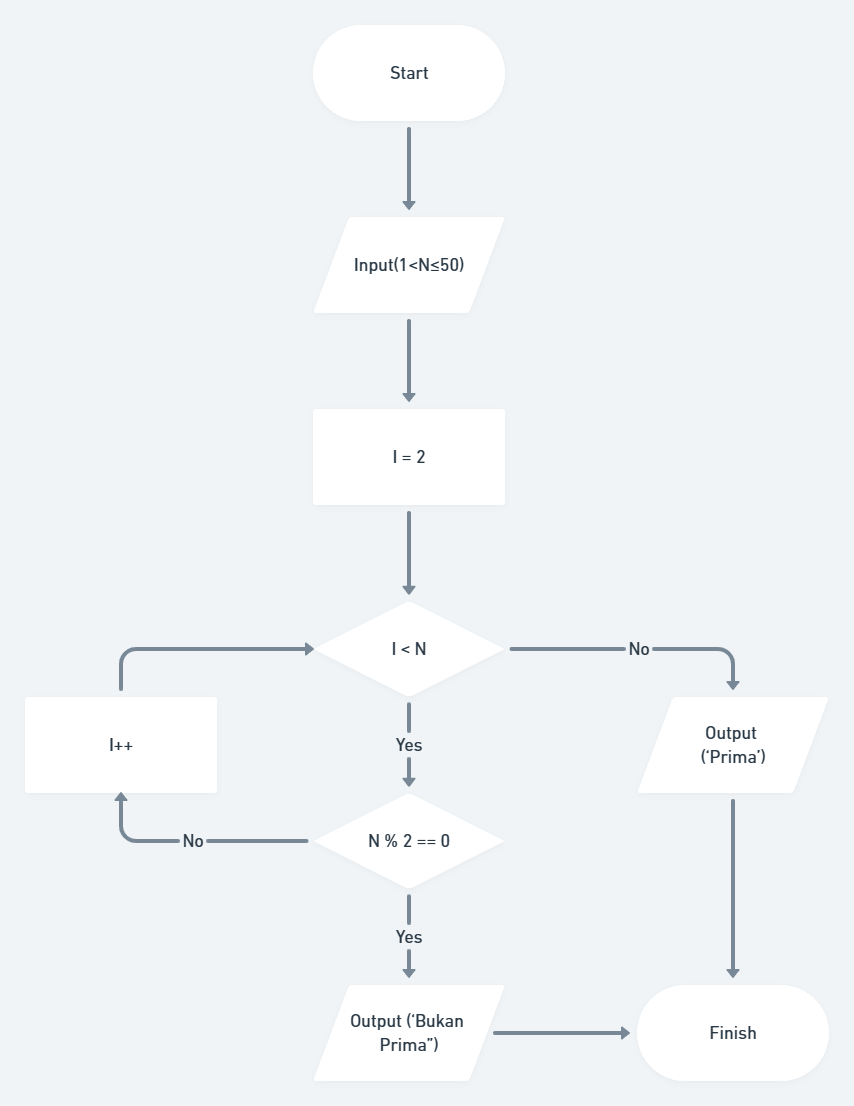 Start
Input(1<N≤50)
I = 2
I < N
No
I++
Output
(‘Prima’)
Yes
No
N % 2 == 0
Yes
Output (‘Bukan
Prima”)
Finish